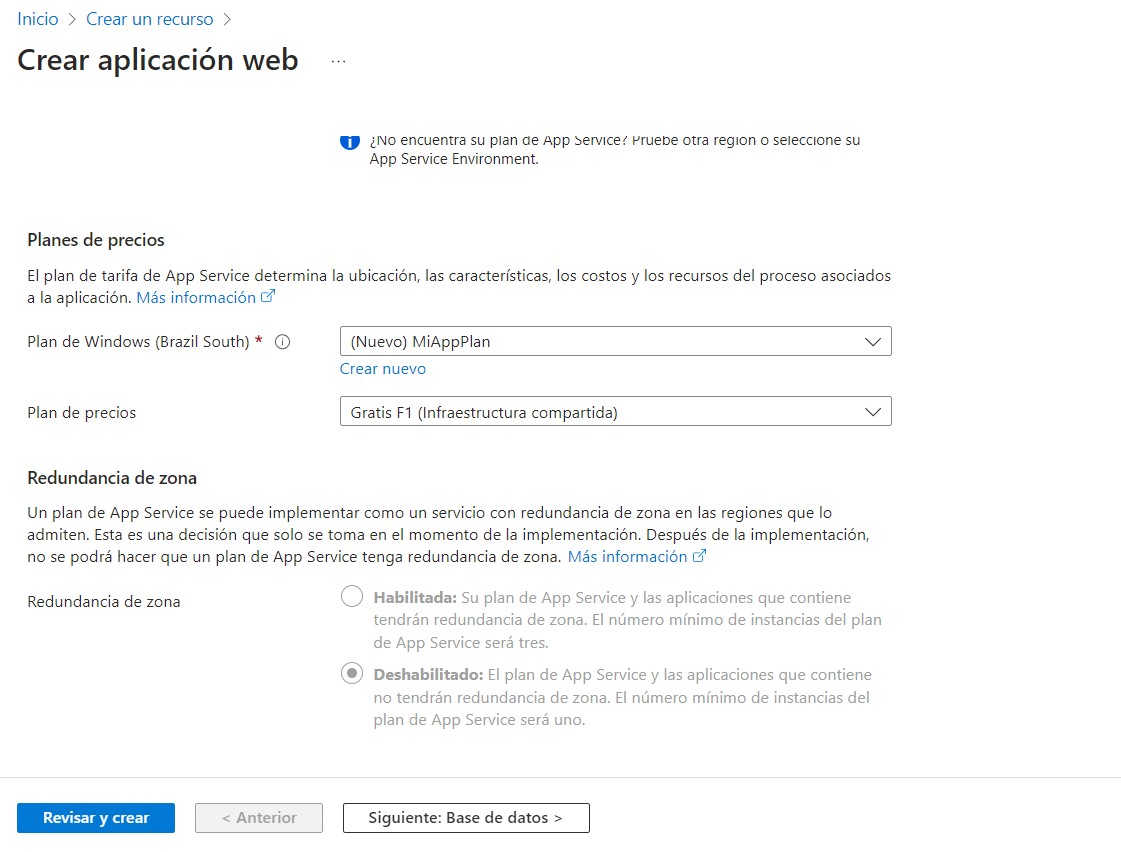 Inicio > Crear un recurso >
Crear aplicación web ...
¿No encuentra su plan de App Service? Pruebe otra región o seleccione su
App Service Environment.
Planes de precios
El plan de tarifa de App Service determina la ubicación, las características, los costos y los recursos del proceso asociados
a la aplicación. Más información
Plan de Windows (Brazil South) *
(Nuevo) MiAppPlan
Crear nuevo
Plan de precios
Gratis F1 (Infraestructura compartida)
Redundancia de zona
Un plan de App Service se puede implementar como un servicio con redundancia de zona en las regiones que lo
admiten. Esta es una decisión que solo se toma en el momento de la implementación. Después de la implementación,
no se podrá hacer que un plan de App Service tenga redundancia de zona. Más información
Redundancia de zona
Habilitada: Su plan de App Service y las aplicaciones que contiene
tendrán redundancia de zona. El número mínimo de instancias del plan
de App Service será tres.
Deshabilitado: El plan de App Service y las aplicaciones que contiene
no tendrán redundancia de zona. El número mínimo de instancias del
plan de App Service será uno.
Revisar y crear
< Anterior
Siguiente: Base de datos >